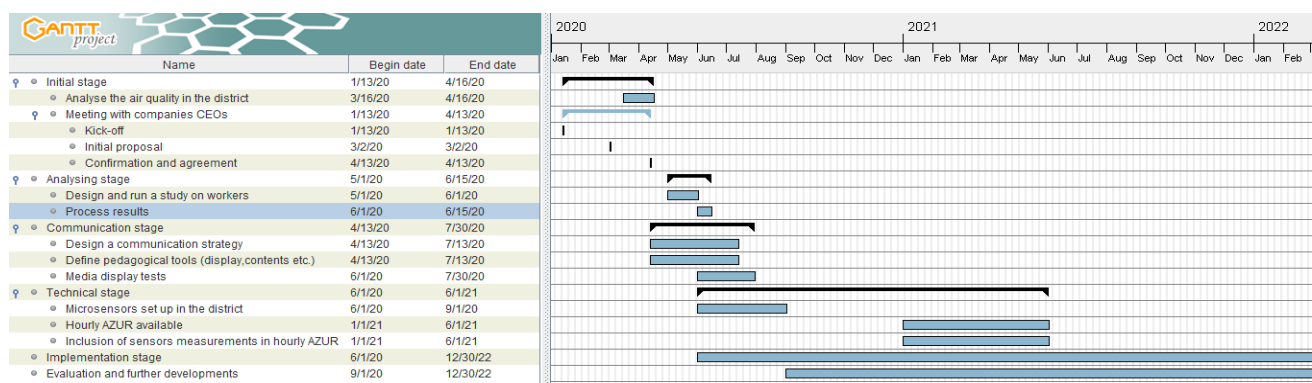 GANTT
project
2020 2021 2022
Name Begin date End date
Jan Feb Mar Apr May Jun Jul Aug Sep Oct Nov Dec Jan Feb Mar Apr May Jun Jul Aug Sep Oct Nov Dec Jan Feb
Initial stage 1/13/20 4/16/20
Analyse the air quality in the district 3/16/20 4/16/20
Meeting with companies CEOs 1/13/20 4/13/20
Kick-off 1/13/20 1/13/20
Initial proposal 3/2/20 3/2/20
Confirmation and agreement 4/13/20 4/13/20
Analysing stage 5/1/20 6/15/20
Design and run a study on workers 5/1/20 6/1/20
Process results 6/1/20 6/15/20
Communication stage 4/13/20 7/30/20
Design a communication strategy 4/13/20 7/13/20
Define pedagogical tools (display,contents etc.) 4/13/20 7/13/20
Media display tests 6/1/20 7/30/20
Technical stage 6/1/20 6/1/21
Microsensors set up in the district 6/1/20 9/1/20
Hourly AZUR available 1/1/21 6/1/21
Inclusion of sensors measurements in hourly AZUR 1/1/21 6/1/21
Implementation stage 6/1/20 12/30/22
Evaluation and further developments 9/1/20 12/30/22